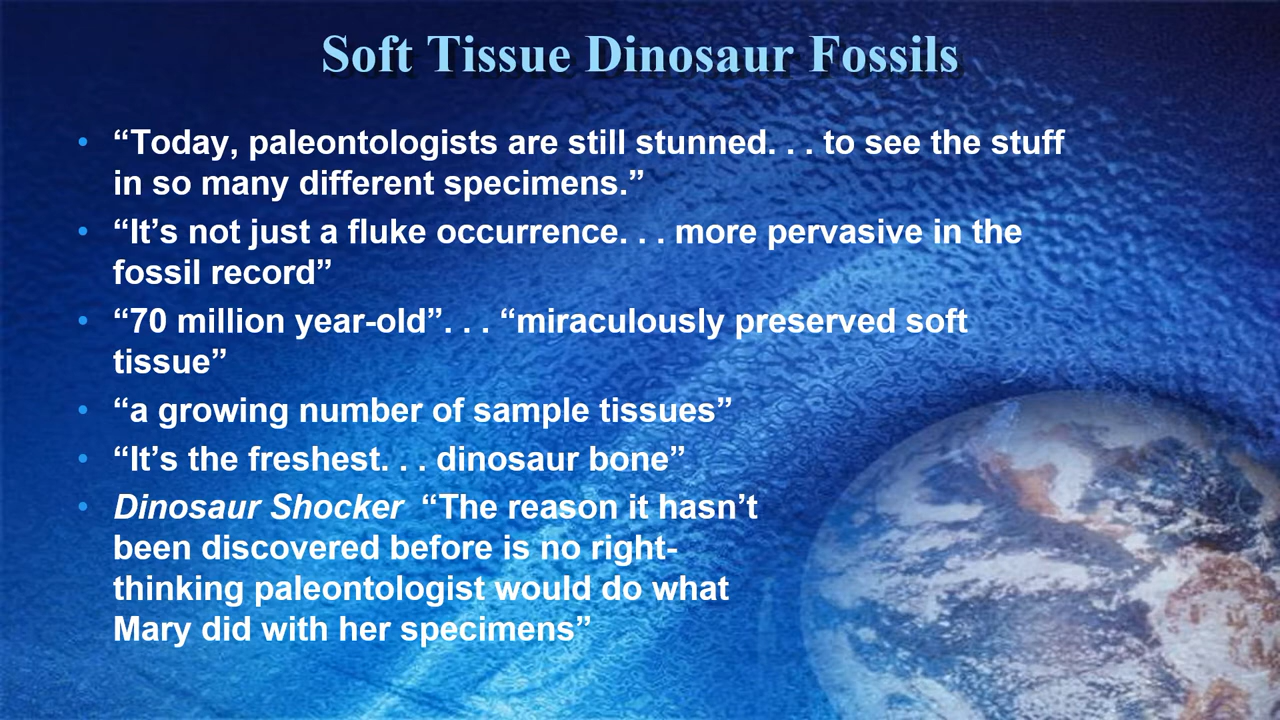 Soft Tissue Dinosaur Fossils
• “Today, paleontologists are still stunned. . . to see the stuff
in so many different specimens.”
• “It’s not just a fluke occurrence. . . more pervasive in the
fossil record”
• “70 million year-old”. . . “miraculously preserved soft
tissue”
• “a growing number of sample tissues”
• “It’s the freshest. . . dinosaur bone”
• Dinosaur Shocker “The reason it hasn’t
been discovered before is no right-
thinking paleontologist would do what
Mary did with her specimens”